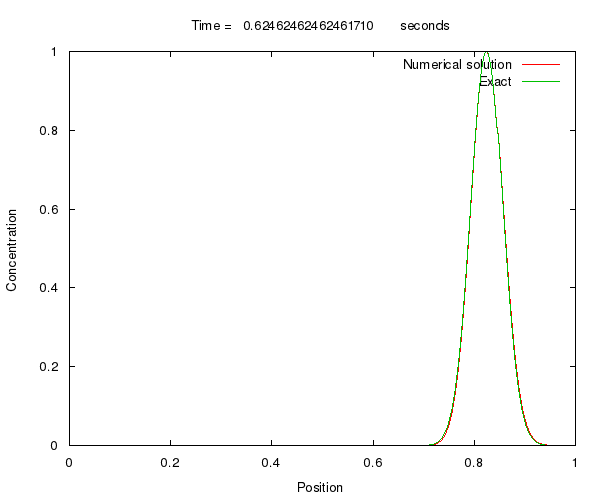 Time = 0.62462462462461710 seconds
1
Numerical solution
Exact
0.8
0.6
Concentration
0.4
0.2
0
0 0.2 0.4 0.6 0.8 1
Position